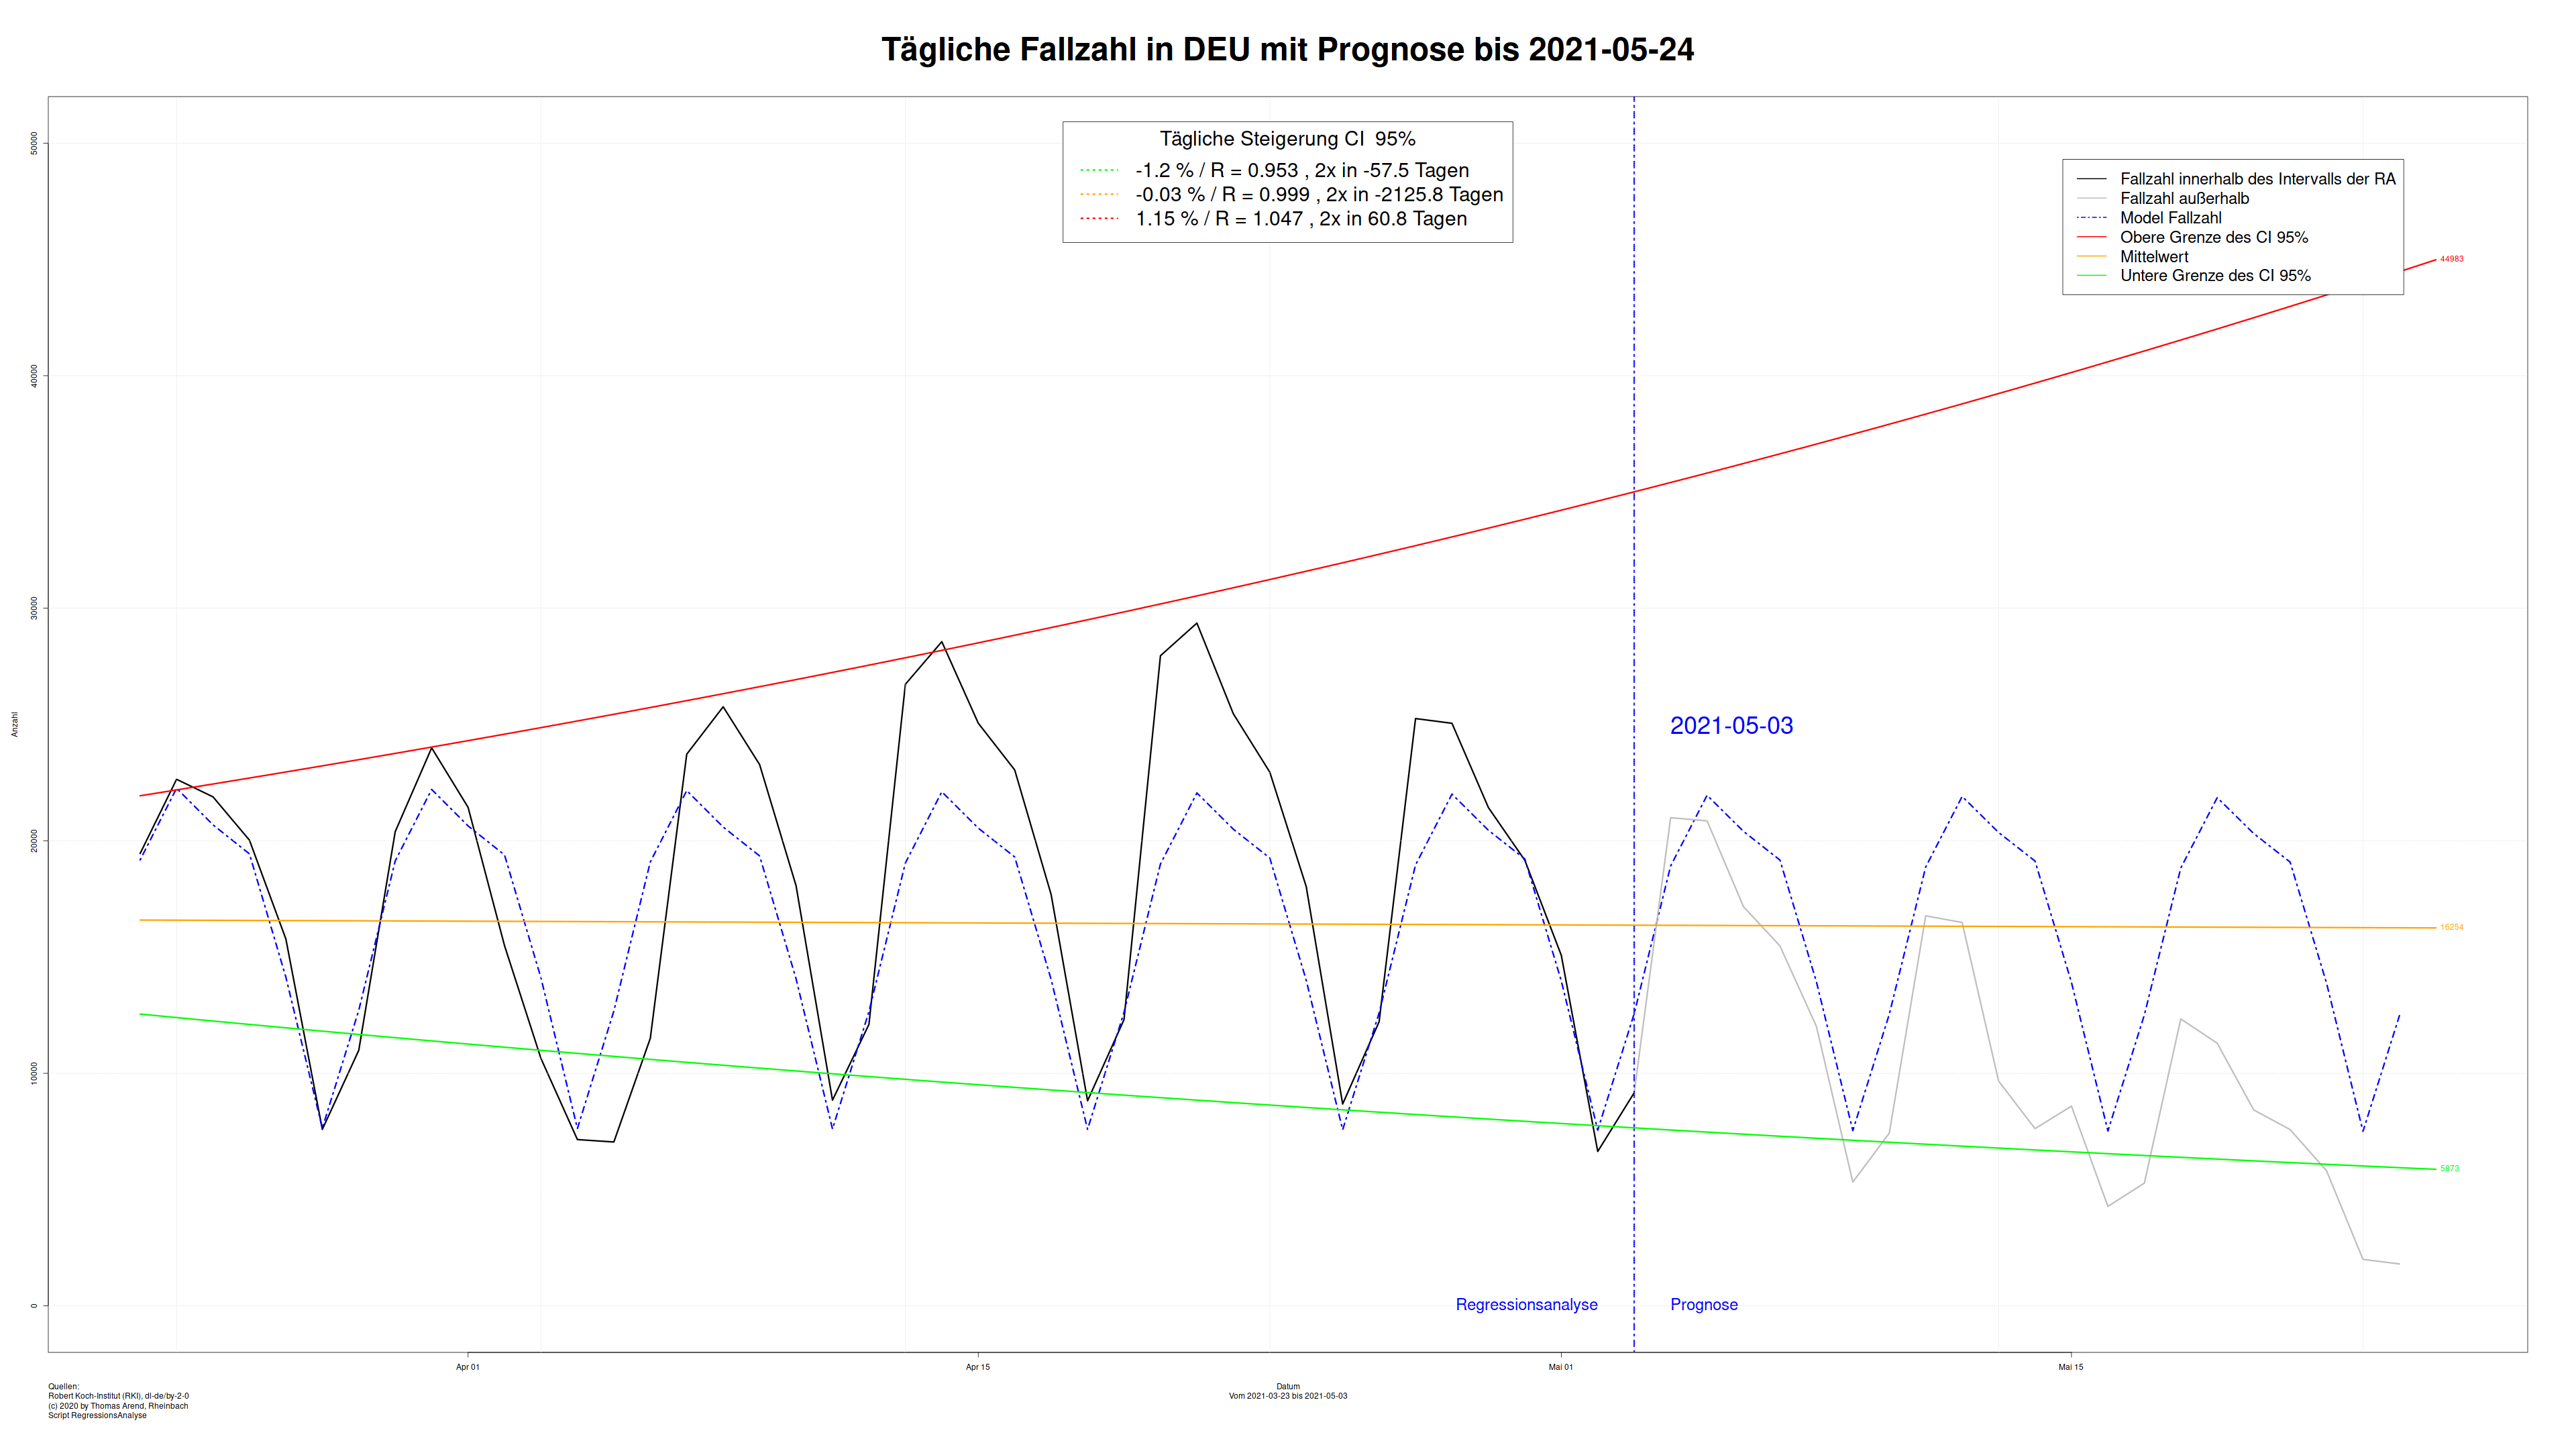 Tägliche Fallzahl in DEU mit Prognose bis 2021-05-24
Tägliche Steigerung CI  95%
-1.2 % / R = 0.953 , 2x in -57.5 Tagen
-0.03 % / R = 0.999 , 2x in -2125.8 Tagen
1.15 % / R = 1.047 , 2x in 60.8 Tagen
Fallzahl innerhalb des Intervalls der RA
Fallzahl außerhalb
Model Fallzahl
Obere Grenze des CI 95%
Mittelwert
Untere Grenze des CI 95%
50000
40000
30000
20000
10000
0
Anzahl
44983
16254
5873
2021-05-03
Regressionsanalyse
Prognose
Apr 01
Apr 15
Mai 01
Mai 15
Datum
Vom 2021-03-23 bis 2021-05-03
Quellen:
Robert Koch-Institut (RKI), dl-de/by-2-0
(c) 2020 by Thomas Arend, Rheinbach
Script RegressionsAnalyse